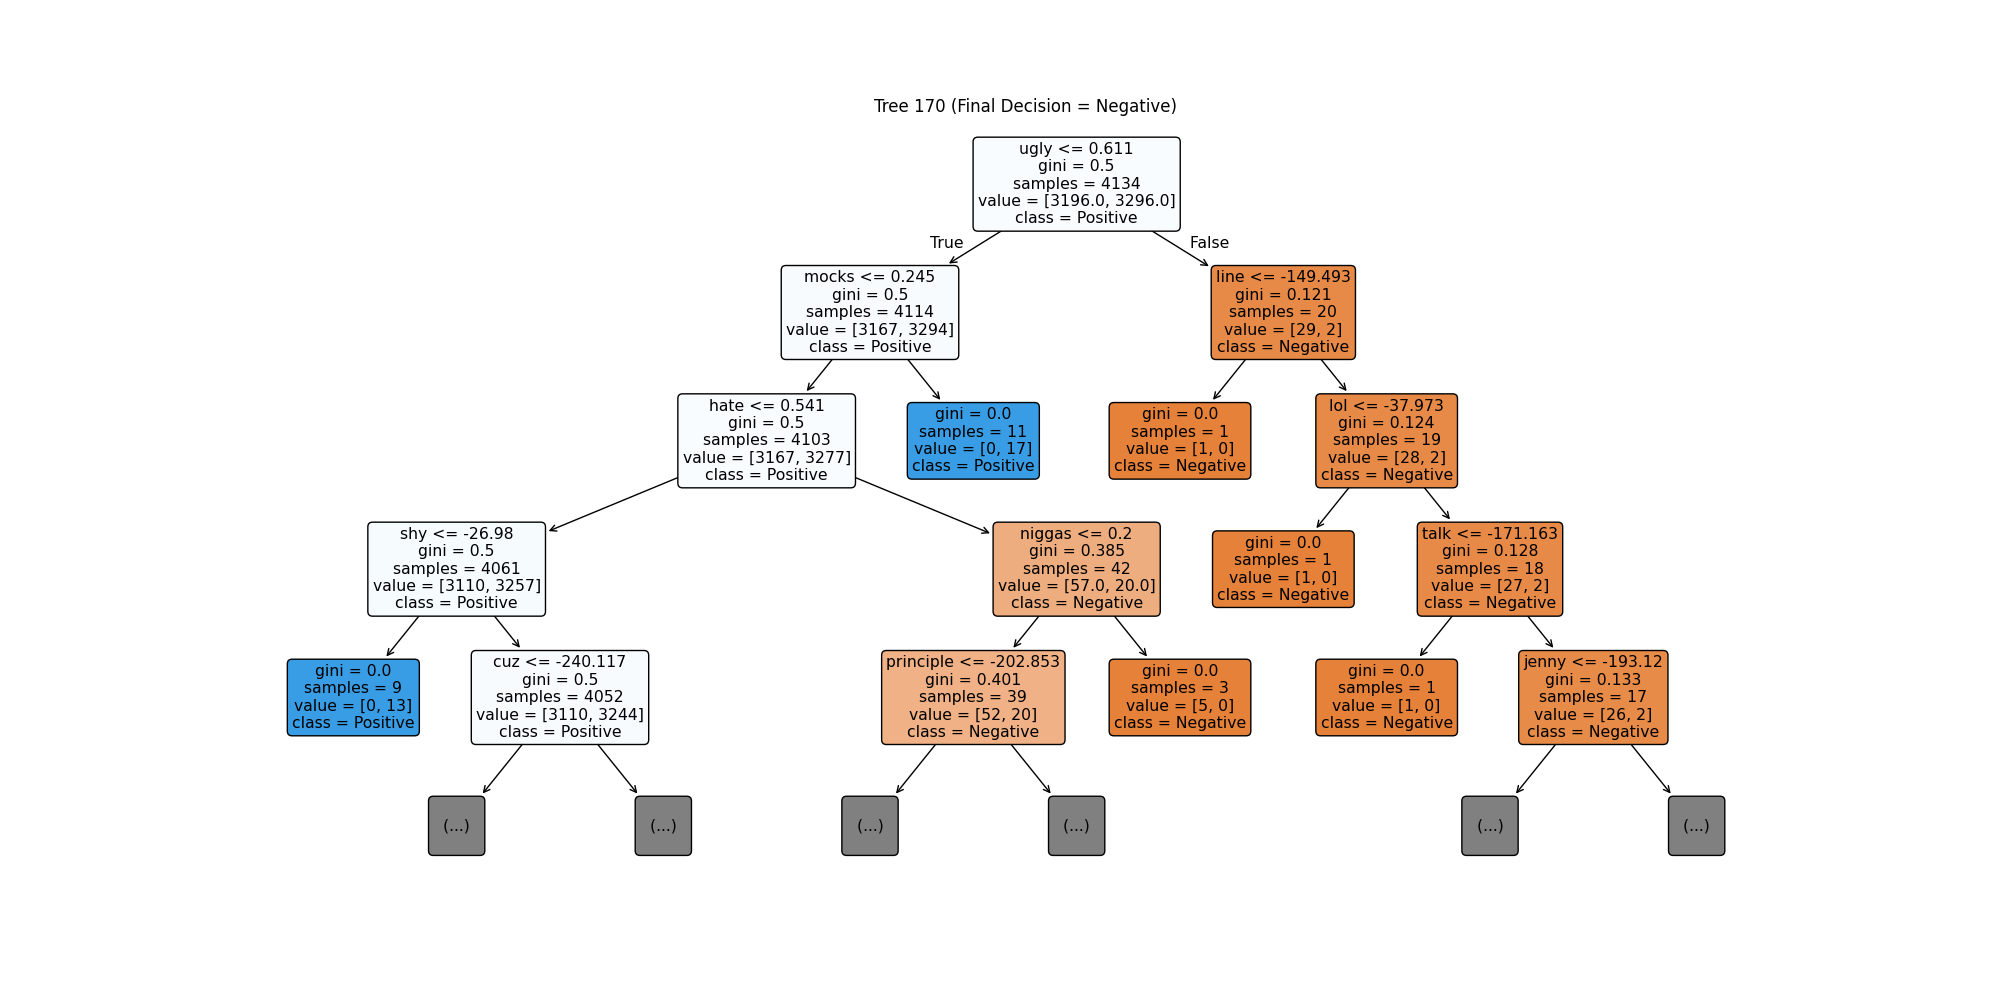 Tree 170 (Final Decision = Negative)
ugly <= 0.611
gini = 0.5
samples = 4134
value = [3196.0, 3296.0]
class = Positive
True
False
mocks <= 0.245
gini = 0.5
samples = 4114
value = [3167, 3294]
class = Positive
line <= -149.493
gini = 0.121
samples = 20
value = [29, 2]
class = Negative
hate <= 0.541
gini = 0.5
samples = 4103
value = [3167, 3277]
class = Positive
gini = 0.0
samples = 11
value = [0, 17]
class = Positive
gini = 0.0
samples = 1
value = [1, 0]
class = Negative
lol <= -37.973
gini = 0.124
samples = 19
value = [28, 2]
class = Negative
shy <= -26.98
gini = 0.5
samples = 4061
value = [3110, 3257]
class = Positive
niggas <= 0.2
gini = 0.385
samples = 42
value = [57.0, 20.0]
class = Negative
gini = 0.0
samples = 1
value = [1, 0]
class = Negative
talk <= -171.163
gini = 0.128
samples = 18
value = [27, 2]
class = Negative
gini = 0.0
samples = 9
value = [0, 13]
class = Positive
cuz <= -240.117
gini = 0.5
samples = 4052
value = [3110, 3244]
class = Positive
principle <= -202.853
gini = 0.401
samples = 39
value = [52, 20]
class = Negative
gini = 0.0
samples = 3
value = [5, 0]
class = Negative
gini = 0.0
samples = 1
value = [1, 0]
class = Negative
jenny <= -193.12
gini = 0.133
samples = 17
value = [26, 2]
class = Negative
(...)
(...)
(...)
(...)
(...)
(...)